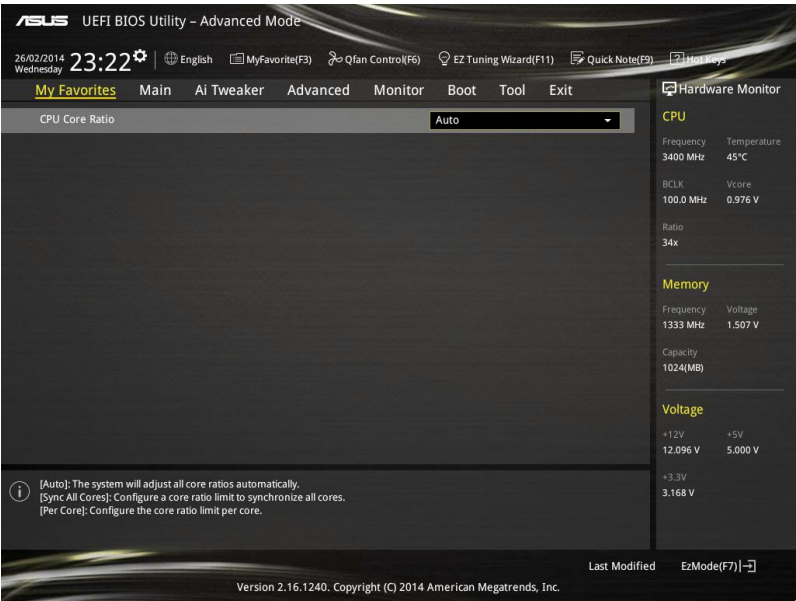 ASUS UEFI BIOS Utility – Advanced Mode
26/02/2014 Wednesday 23:22 English MyFavorite(F3) Qfan Control(F6) EZ Tuning Wizard(F11) Quick Note(F9) Hot Keys
My Favorites Main Ai Tweaker Advanced Monitor Boot Tool Exit
CPU Core Ratio Auto
Hardware Monitor
CPU
Frequency Temperature
3400 MHz 45°C
BCLK Vcore
100.0 MHz 0.976 V
Ratio
34x
Memory
Frequency Voltage
1333 MHz 1.507 V
Capacity
1024(MB)
Voltage
+12V +5V
12.096 V 5.000 V
+3.3V
3.168 V
[Auto]: The system will adjust all core ratios automatically.
[Sync All Cores]: Configure a core ratio limit to synchronize all cores.
[Per Core]: Configure the core ratio limit per core.
Last Modified EzMode(F7)
Version 2.16.1240. Copyright (C) 2014 American Megatrends, Inc.